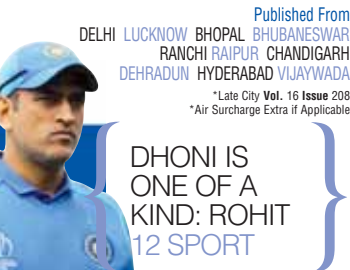 Published From
DELHI LUCKNOW BHOPAL BHUBANESWAR
RANCHI RAIPUR CHANDIGARH
DEHRADUN HYDERABAD VIJAYWADA
*Late City Vol. 16 Issue 208
*Air Surcharge Extra if Applicable
DHONI IS
ONE OF A
KIND: ROHIT
12 SPORT